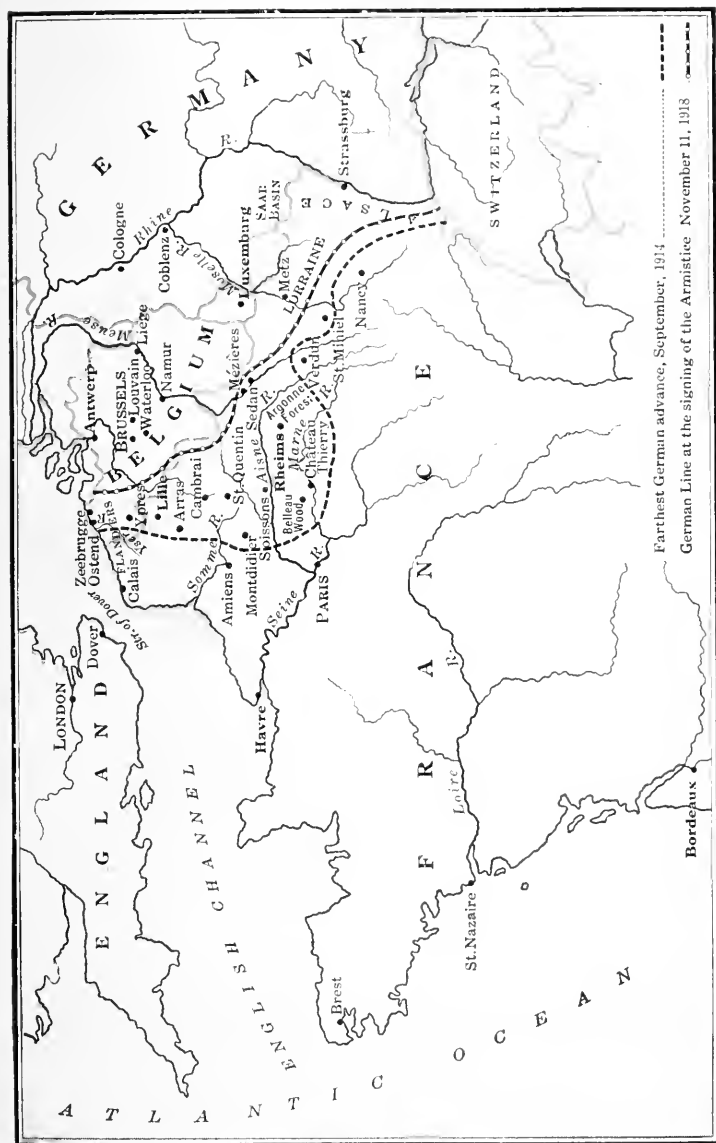 ATLANTIC OCEAN
ENGLAND
LONDON
Dover
Str. of Dover
ENGLISH CHANNEL
Brest
St. Nazaire
Bordeaux
Havre
Seine
R.
PARIS
Loire
R.
FRANCE
Zeebrugge
Ostend
Calais
FLANDERS
Yser
Ypres
Lille
Arras
Cambrai
Somme R.
Amiens
Montdidier
St. Quentin
Soissons
Aisne R.
Belleau
Wood
Rheims
Marne R.
Château
Thierry
Argonne
Forest
Verdun
St. Mihiel
Antwerp
BRUSSELS
Louvain
Waterloo
BELGIUM
Liege
Namur
Meuse R.
Mézieres
Sedan
Cologne
Rhine
R.
Coblenz
Moselle R.
Luxemburg
SAAR
BASIN
Metz
LORRAINE
Nancy
ALSACE
Strassburg
GERMANY
SWITZERLAND
Farthest German advance, September, 1914
German Line at the signing of the Armistice November 11, 1918